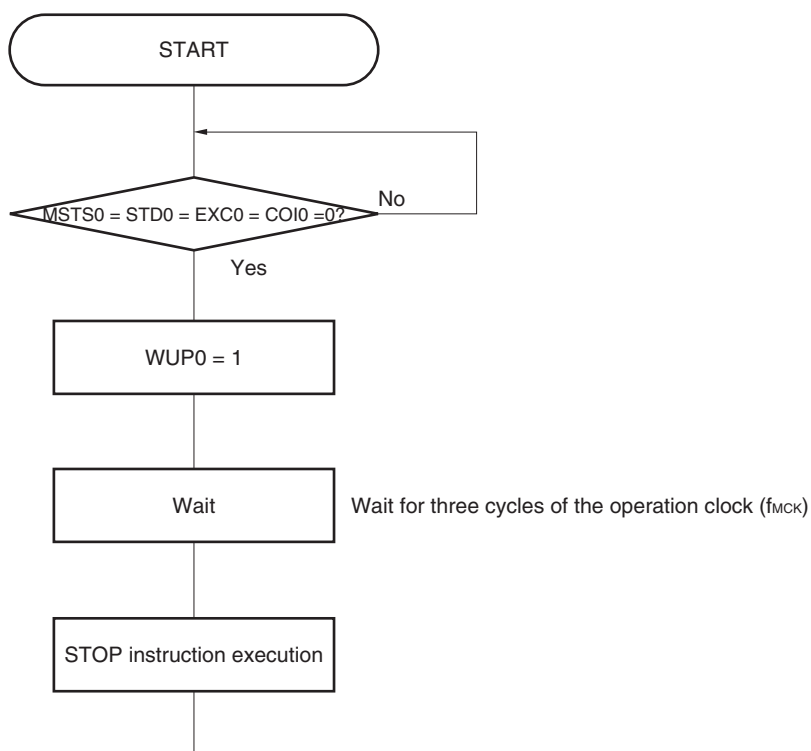 START
MSTS0 = STD0 = EXC0 = COI0 =0?
No
Yes
WUP0 = 1
Wait
Wait for three cycles of the operation clock (fMCK)
STOP instruction execution